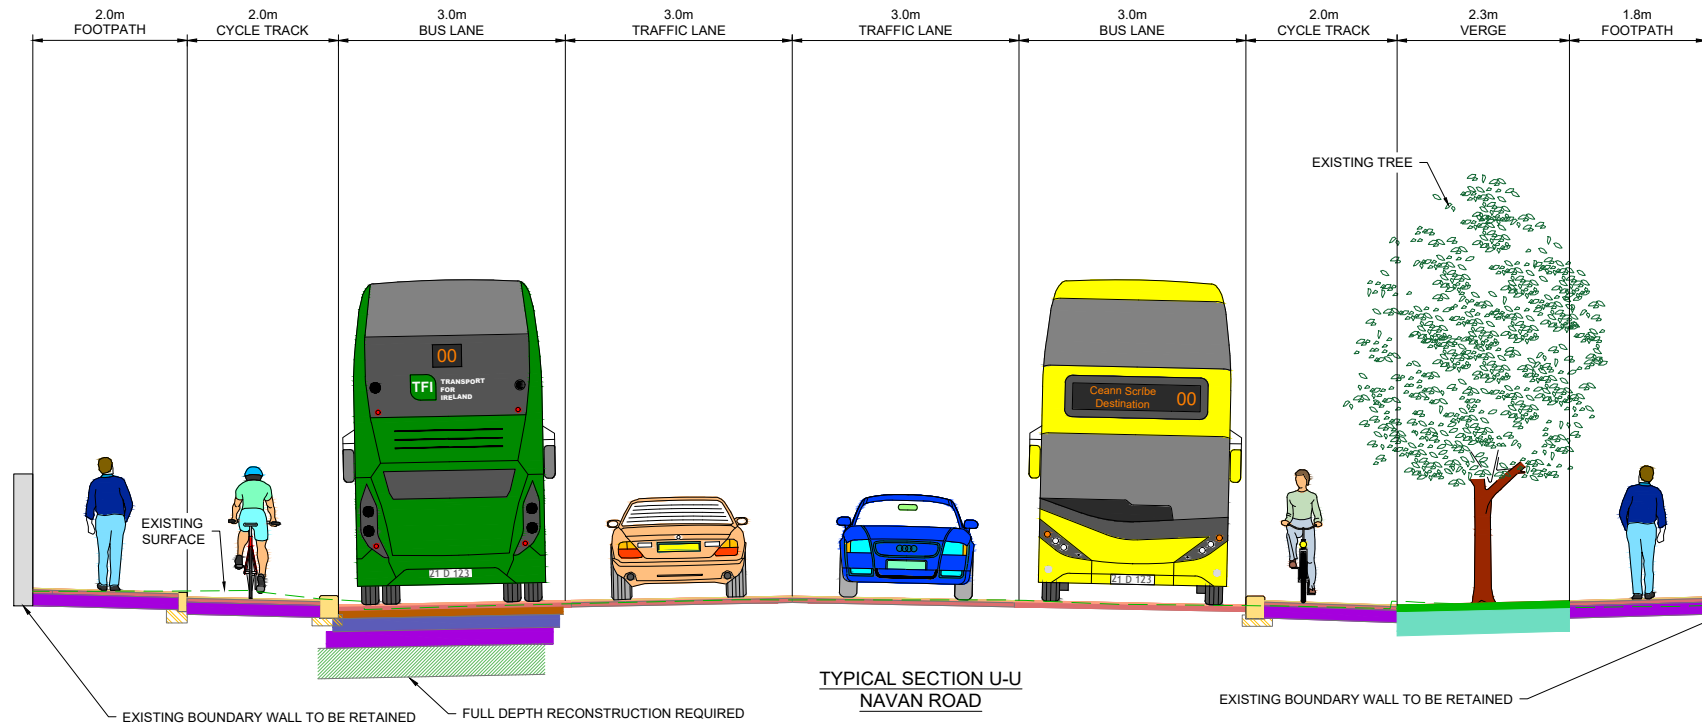 2.0m
FOOTPATH
2.0m
CYCLE TRACK
3.0m
BUS LANE
3.0m
TRAFFIC LANE
3.0m
TRAFFIC LANE
3.0m
BUS LANE
2.0m
CYCLE TRACK
2.3m
VERGE
1.8m
FOOTPATH
EXISTING TREE
00
TFI
TRANSPORT
FOR
IRELAND
Ceann Scríbe
Destination
00
EXISTING
SURFACE
21 D 123
21 D 123
TYPICAL SECTION U-U
NAVAN ROAD
EXISTING BOUNDARY WALL TO BE RETAINED
FULL DEPTH RECONSTRUCTION REQUIRED
EXISTING BOUNDARY WALL TO BE RETAINED